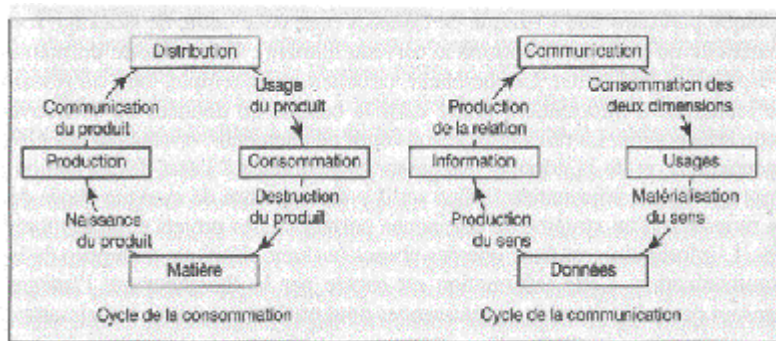 Distribution
Communication
Communication
du produit
Usage
du produit
Production
de la relation
Consommation des
deux dimensions
Production
Consommation
Information
Usages
Naissance
du produit
Destruction
du produit
Production
du sens
Matérialisation
du sens
Matière
Données
Cycle de la consommation
Cycle de la communication